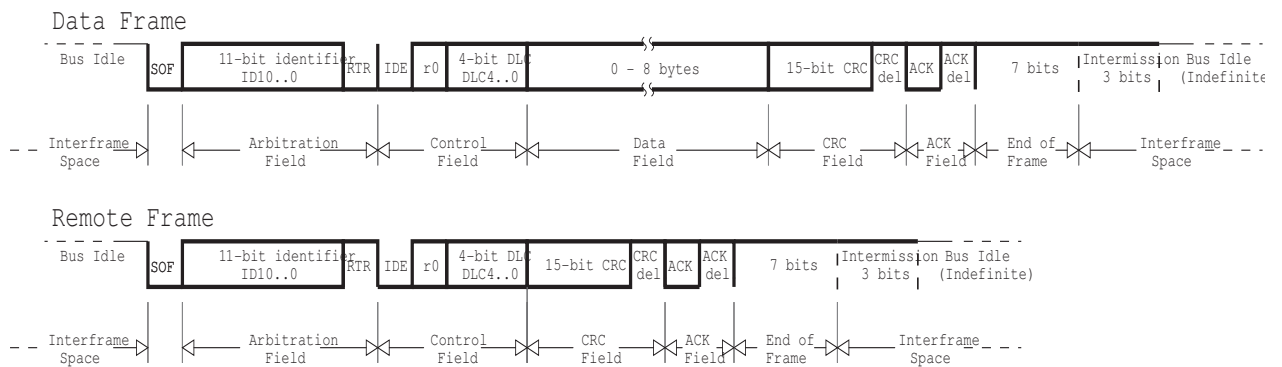 Data Frame
Bus Idle
SOF
11-bit identifier
ID10..0
RTR
IDE
r0
4-bit DLC
DLC4..0
0 - 8 bytes
15-bit CRC
CRC
del
ACK
ACK
del
7 bits
Intermission
3 bits
Bus Idle
(Indefinite
Interframe
Space
Arbitration
Field
Control
Field
Data
Field
CRC
Field
ACK
Field
End of
Frame
Interframe
Space
Remote Frame
Bus Idle
SOF
11-bit identifier
ID10..0
RTR
IDE
r0
4-bit DLC
DLC4..0
15-bit CRC
CRC
del
ACK
ACK
del
7 bits
Intermission
3 bits
Bus Idle
(Indefinite)
Interframe
Space
Arbitration
Field
Control
Field
CRC
Field
ACK
Field
End of
Frame
Interframe
Space